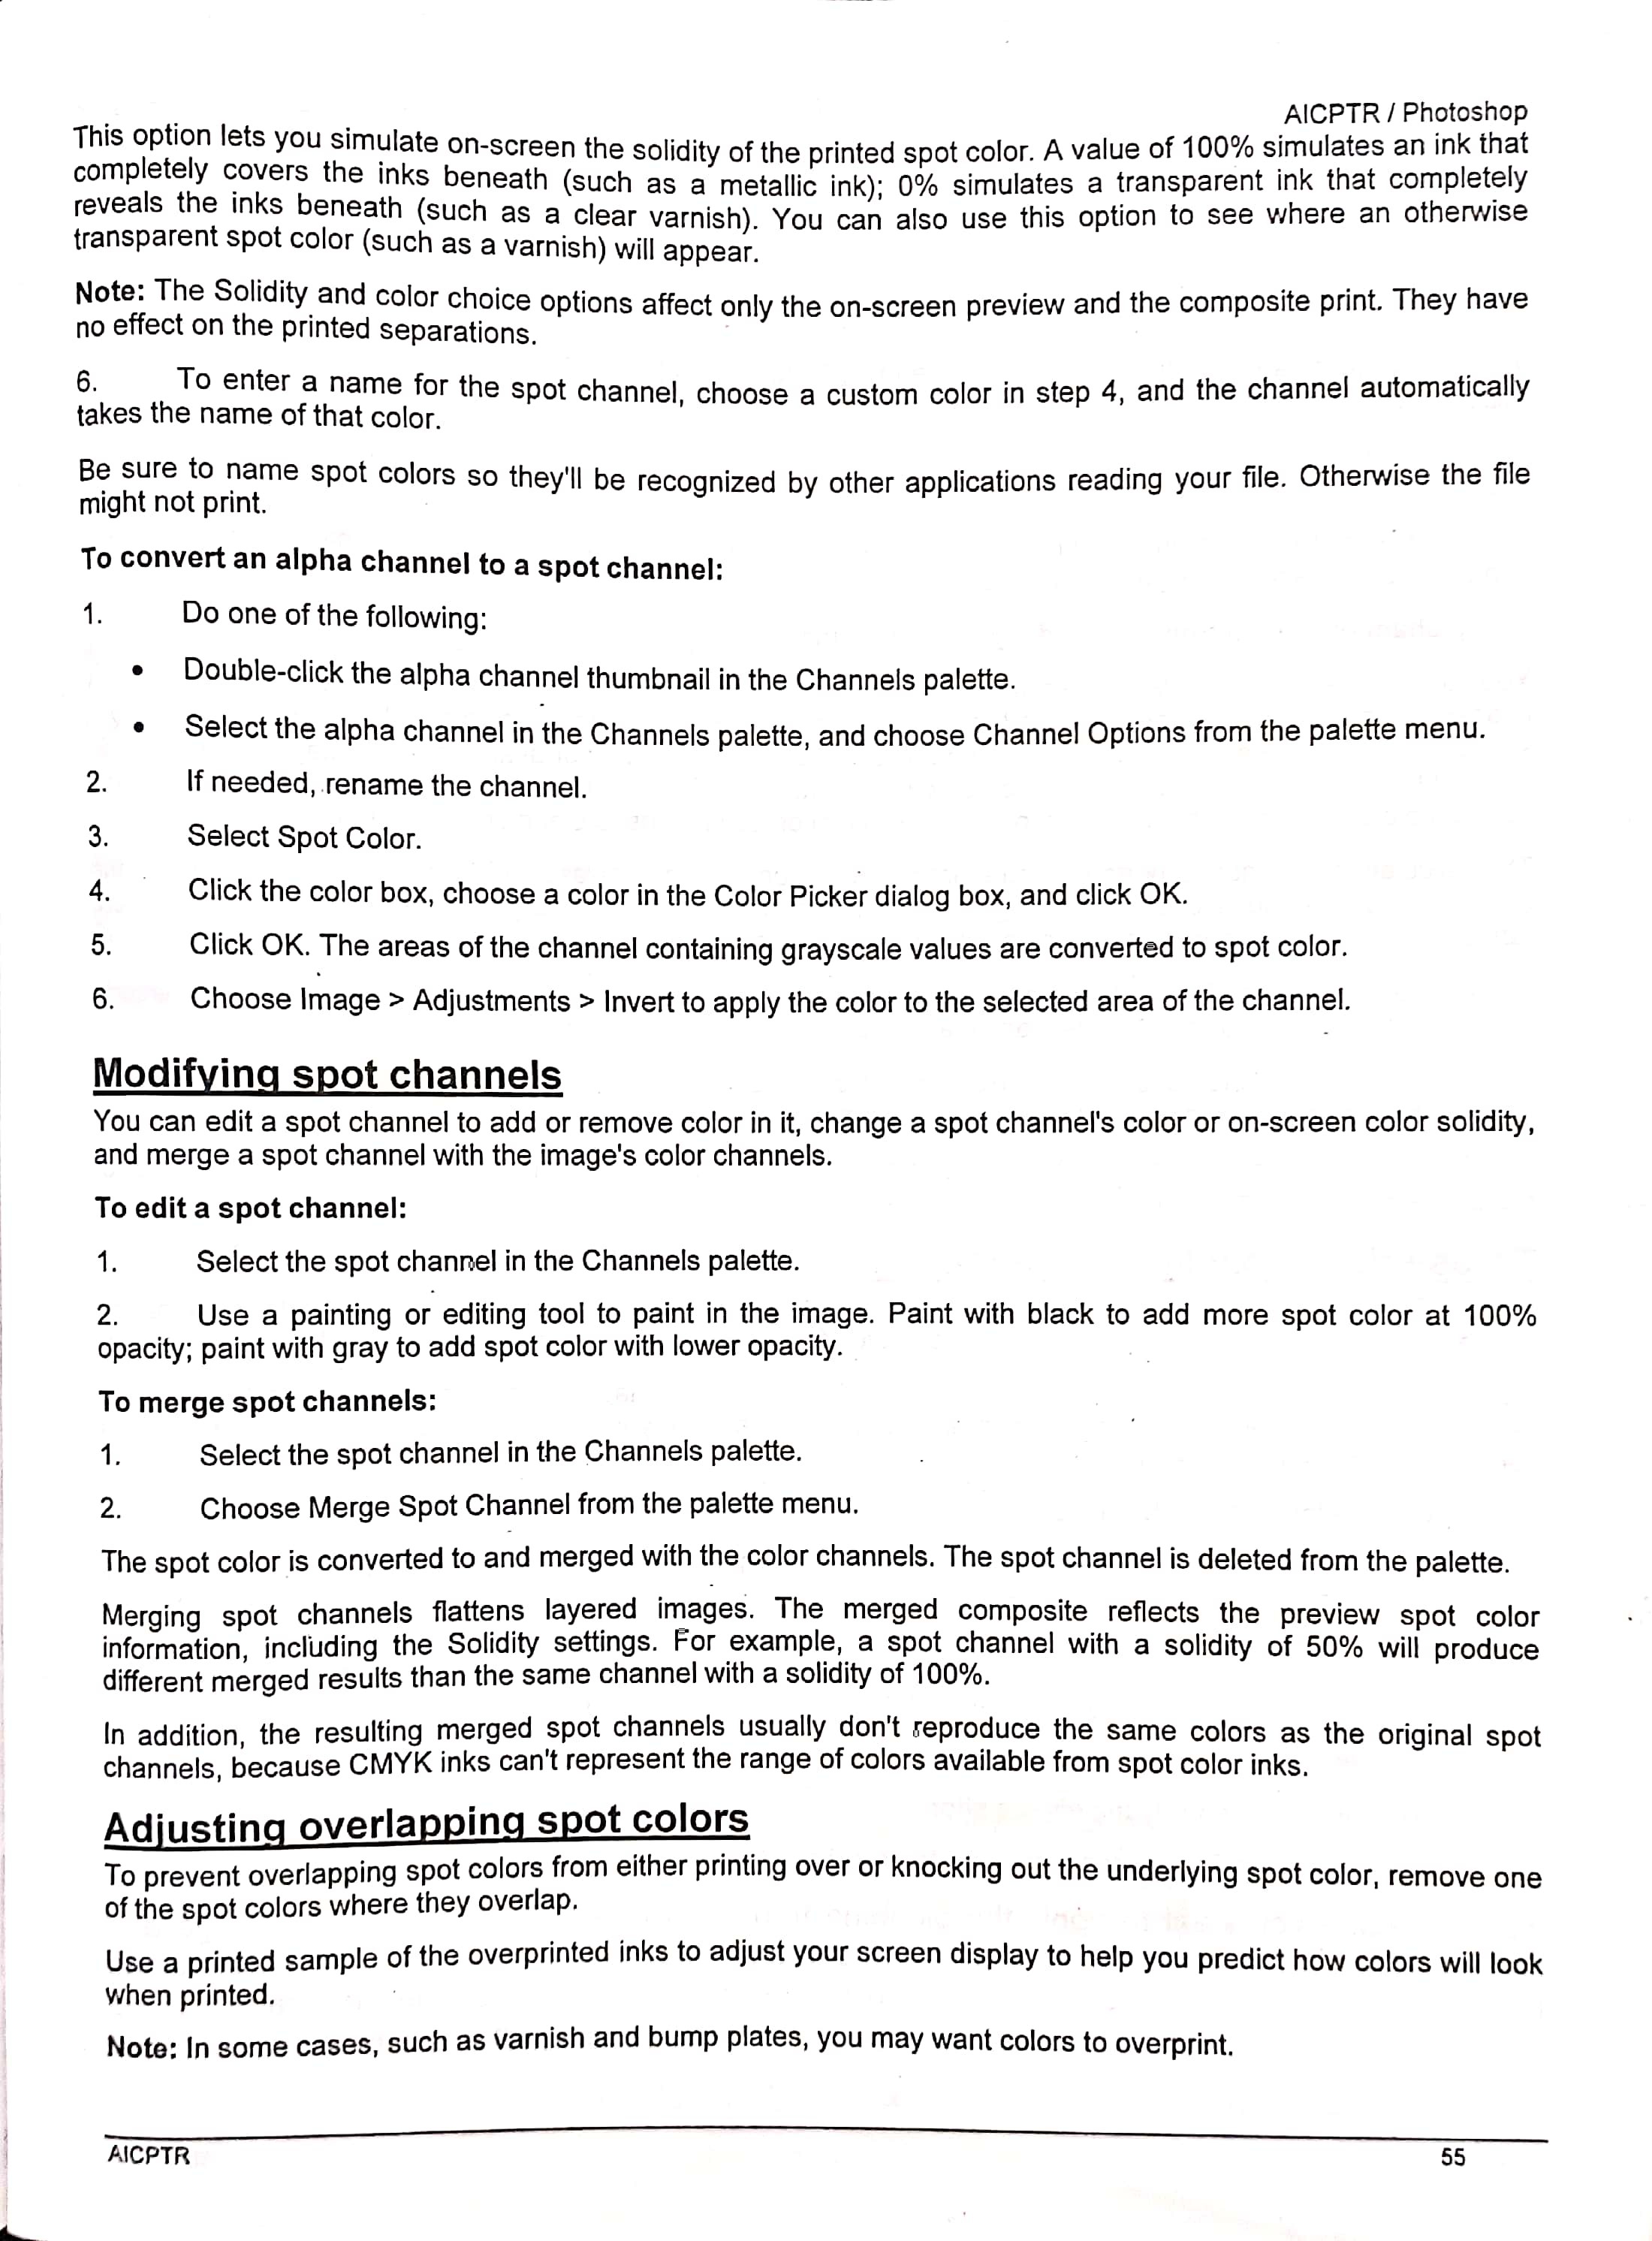 AICPTR / Photoshop
This option lets you simulate on-screen the solidity of the printed spot color. A value of 100% simulates an ink that
completely covers the inks beneath (such as a metallic ink); 0% simulates a transparent ink that completely
reveals the inks beneath (such as a clear varnish). You can also use this option to see where an otherwise
transparent spot color (such as a varnish) will appear.
Note: The Solidity and color choice options affect only the on-screen preview and the composite print. They have
no effect on the printed separations.
6. To enter a name for the spot channel, choose a custom color in step 4, and the channel automatically
takes the name of that color.
Be sure to name spot colors so they'll be recognized by other applications reading your file. Otherwise the file
might not print.
To convert an alpha channel to a spot channel:
1. Do one of the following:
• Double-click the alpha channel thumbnail in the Channels palette.
• Select the alpha channel in the Channels palette, and choose Channel Options from the palette menu.
2. If needed, rename the channel.
3. Select Spot Color.
4. Click the color box, choose a color in the Color Picker dialog box, and click OK.
5. Click OK. The areas of the channel containing grayscale values are converted to spot color.
6. Choose Image > Adjustments > Invert to apply the color to the selected area of the channel.
Modifying spot channels
You can edit a spot channel to add or remove color in it, change a spot channel's color or on-screen color solidity,
and merge a spot channel with the image's color channels.
To edit a spot channel:
1. Select the spot channel in the Channels palette.
2. Use a painting or editing tool to paint in the image. Paint with black to add more spot color at 100%
opacity; paint with gray to add spot color with lower opacity.
To merge spot channels:
1. Select the spot channel in the Channels palette.
2. Choose Merge Spot Channel from the palette menu.
The spot color is converted to and merged with the color channels. The spot channel is deleted from the palette.
Merging spot channels flattens layered images. The merged composite reflects the preview spot color
information, including the Solidity settings. For example, a spot channel with a solidity of 50% will produce
different merged results than the same channel with a solidity of 100%.
In addition, the resulting merged spot channels usually don't reproduce the same colors as the original spot
channels, because CMYK inks can't represent the range of colors available from spot color inks.
Adjusting overlapping spot colors
To prevent overlapping spot colors from either printing over or knocking out the underlying spot color, remove one
of the spot colors where they overlap.
Use a printed sample of the overprinted inks to adjust your screen display to help you predict how colors will look
when printed.
Note: In some cases, such as varnish and bump plates, you may want colors to overprint.
AICPTR 55